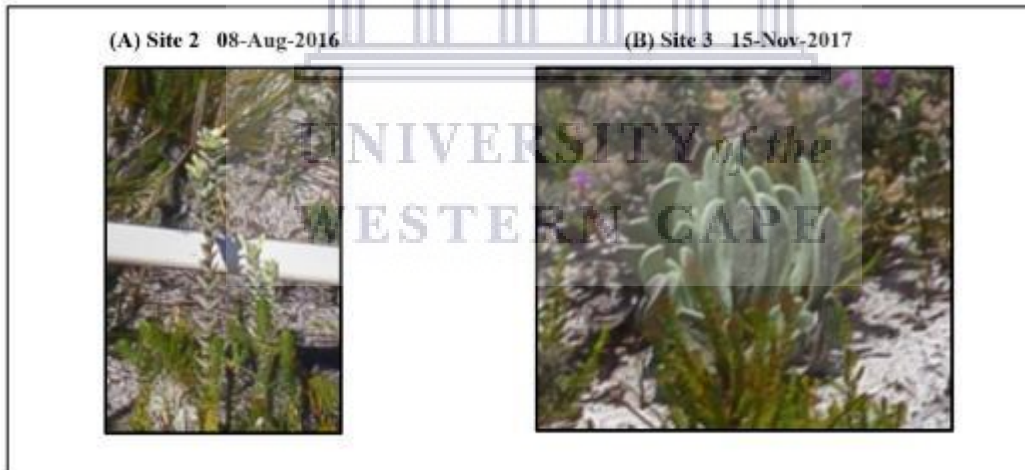 (A) Site 2 08-Aug-2016
(B) Site 3 15-Nov-2017
UNIVERSITY of the
WESTERN CAPE